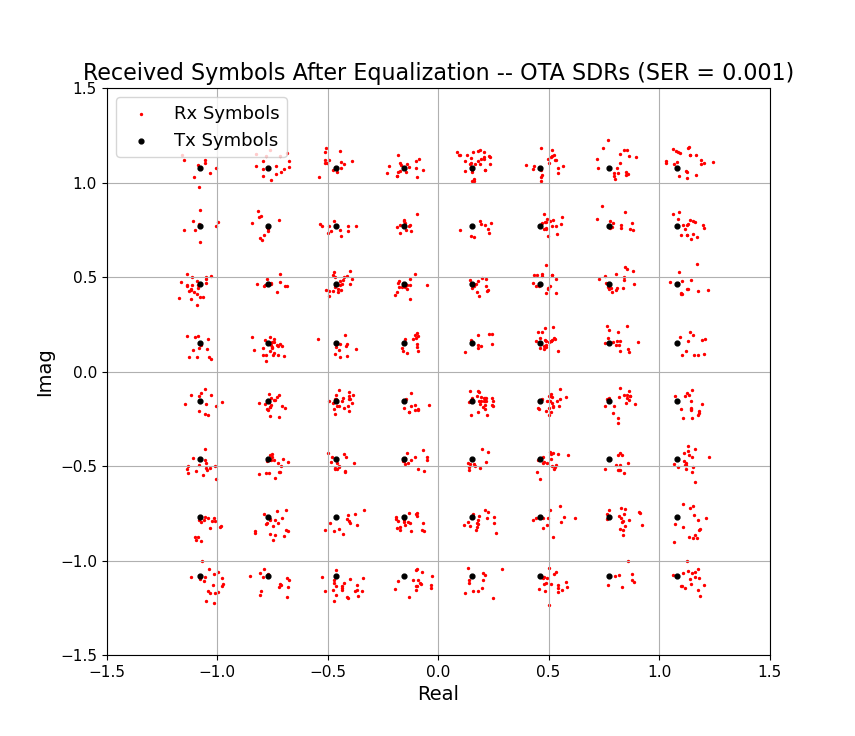 Received Symbols After Equalization -- OTA SDRs (SER = 0.001)
Rx Symbols
Tx Symbols
1.5
1.0
0.5
0.0
−0.5
−1.0
−1.5
Imag
−1.5
−1.0
−0.5
0.0
0.5
1.0
1.5
Real